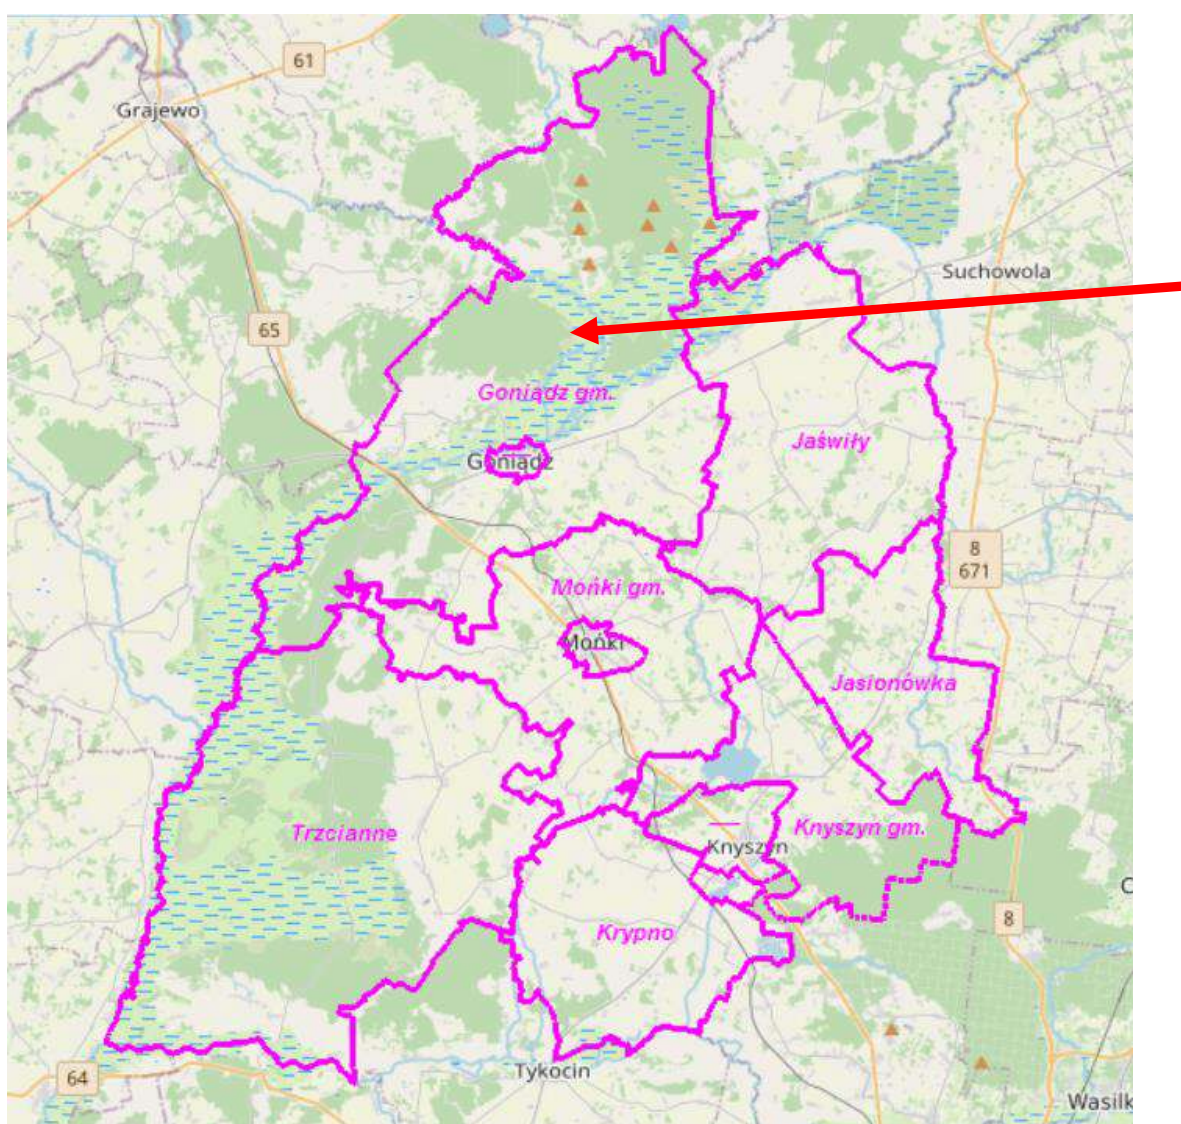 61
Grajewo
Suchowola
65
Goniądz gm.
Jaświły
Goniądz
8
671
Mońki gm.
Mońki
Jasionówka
Trzcianne
Knyszyn gm.
Knyszyn
8
Krypno
64
Tykocin
Wasilk